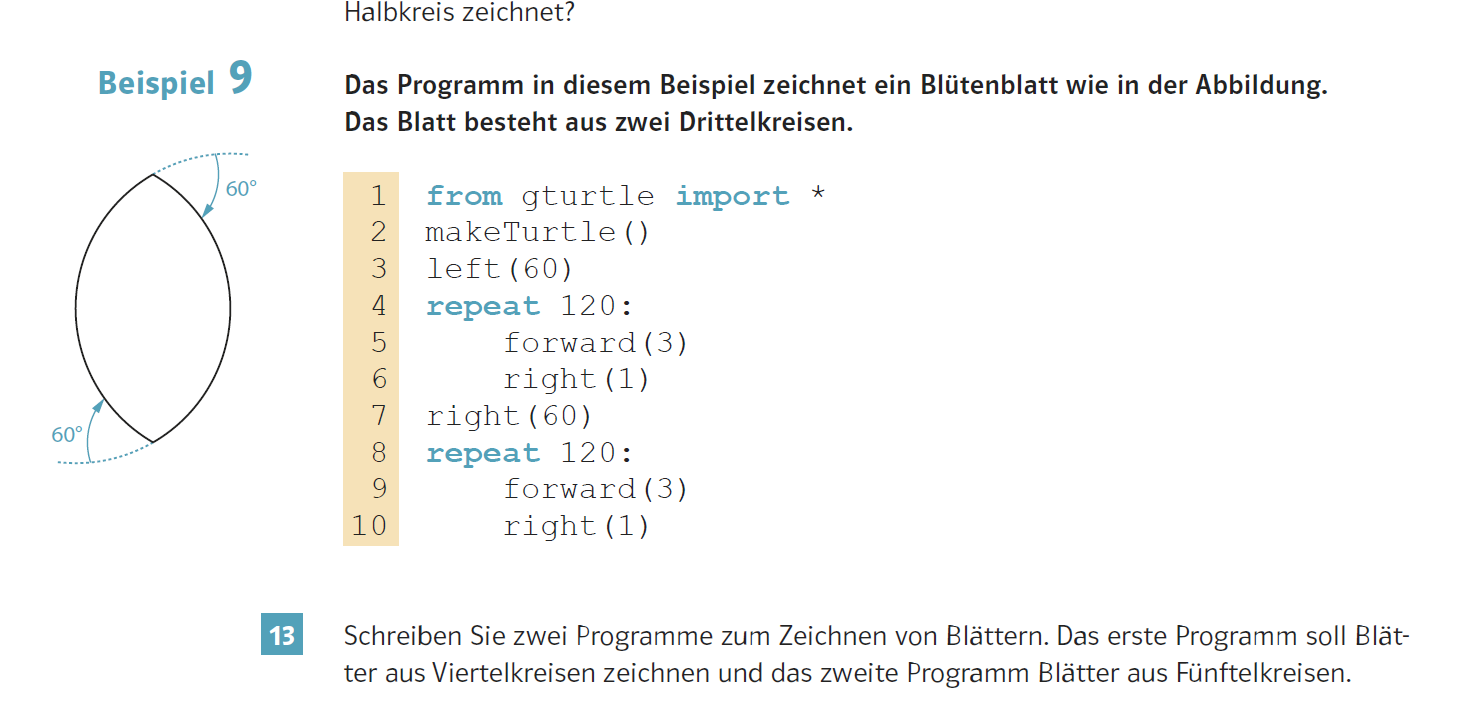 Halbkreis zeichnet?
Beispiel 9
Das Programm in diesem Beispiel zeichnet ein Blütenblatt wie in der Abbildung.
Das Blatt besteht aus zwei Drittelkreisen.
60°
60°
1 from gturtle import *
2 makeTurtle()
3 left(60)
4 repeat 120:
5     forward(3)
6     right(1)
7 right(60)
8 repeat 120:
9     forward(3)
10     right(1)
13 Schreiben Sie zwei Programme zum Zeichnen von Blättern. Das erste Programm soll Blät-
ter aus Viertelkreisen zeichnen und das zweite Programm Blätter aus Fünftelkreisen.